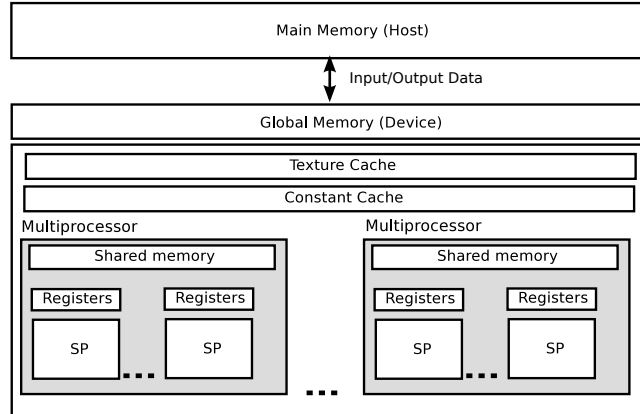 Main Memory (Host)
Input/Output Data
Global Memory (Device)
Texture Cache
Constant Cache
Multiprocessor
Multiprocessor
Shared memory
Shared memory
Registers
Registers
Registers
Registers
SP
SP
SP
SP
...
...
...